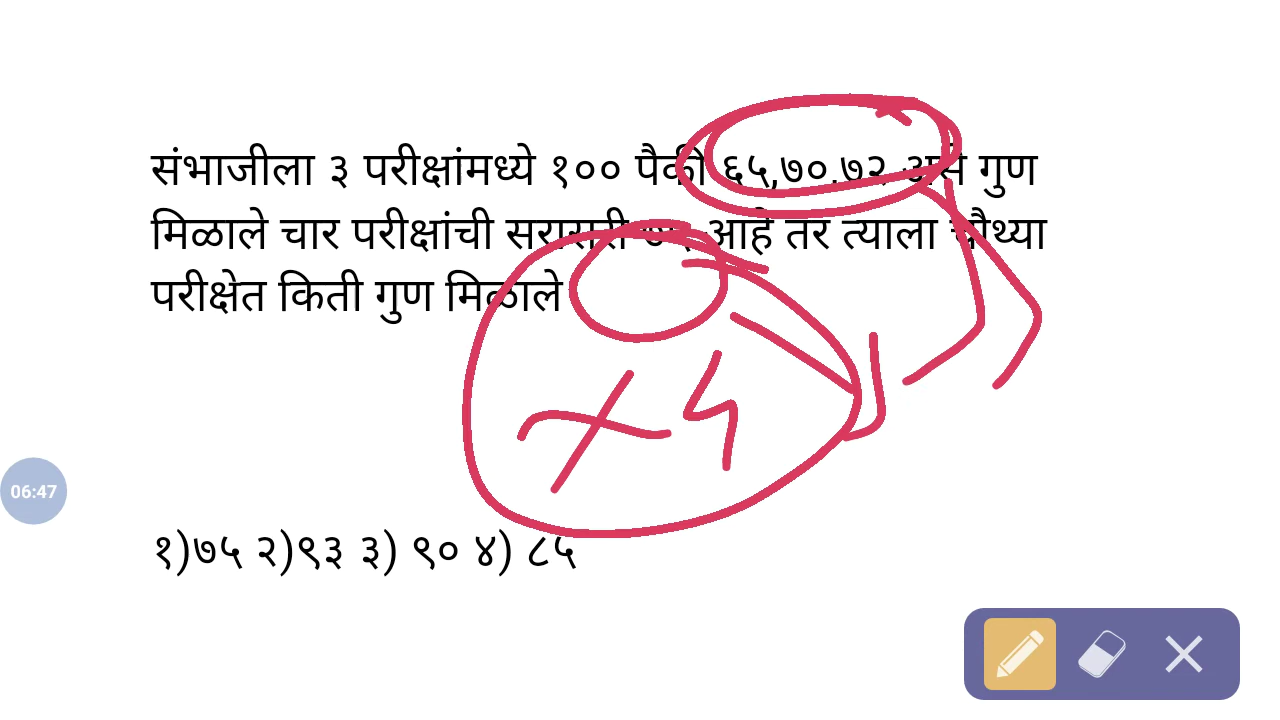 संभाजीला ३ परीक्षांमध्ये १०० पैकी ६५,७०,७२ असे गुण
मिळाले चार परीक्षांची सरासरी आहे तर त्याला चौथ्या
परीक्षेत किती गुण मिळाले
× 4
06:47
१)७५ २)९३ ३) ९० ४) ८५